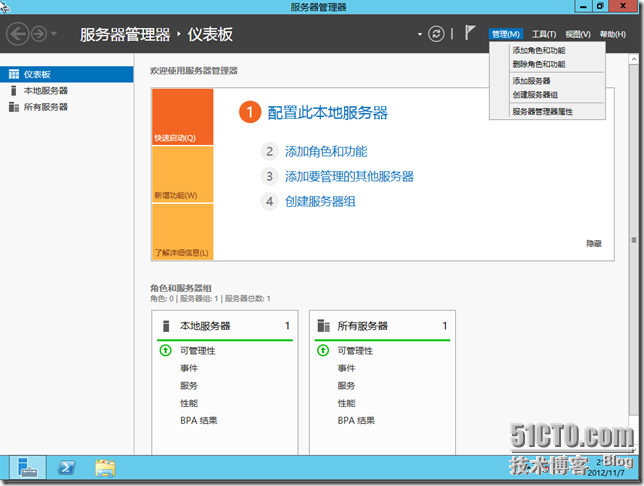 服务器管理器
服务器管理器 · 仪表板
管理(M) 工具(T) 视图(V) 帮助(H)
添加角色和功能
删除角色和功能
添加服务器
创建服务器组
服务器管理器属性
仪表板
本地服务器
所有服务器
欢迎使用服务器管理器
快速启动(Q)
新增功能(W)
了解详细信息(L)
1 配置此本地服务器
2 添加角色和功能
3 添加要管理的其他服务器
4 创建服务器组
隐藏
角色和服务器组
角色: 0 | 服务器组: 1 | 服务器总数: 1
本地服务器 1
可管理性
事件
服务
性能
BPA 结果
所有服务器 1
可管理性
事件
服务
性能
BPA 结果
51CTO.com
技术博客 Blog
2012/11/7